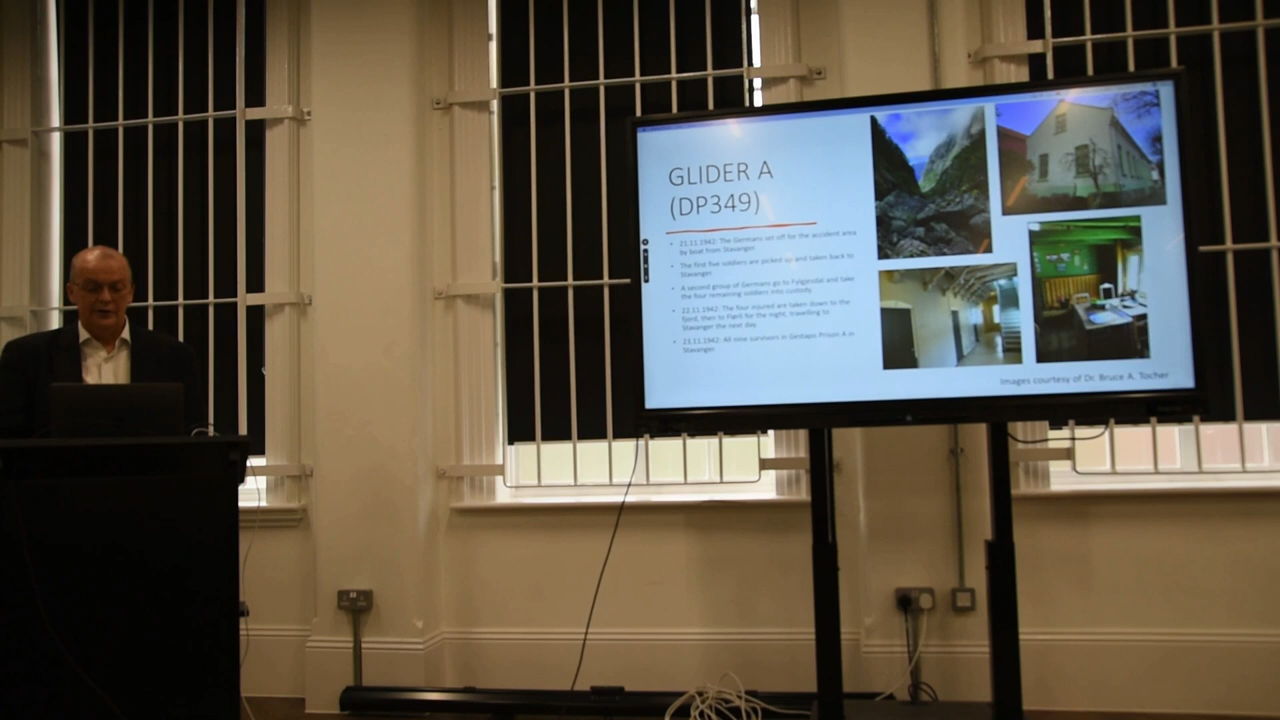 GLIDER A
(DP349)
• 21.11.1942: The Germans set off for the accident area
by boat from Stavanger
• The first five soldiers are picked up and taken back to
Stavanger
• A second group of Germans go to Fylgjesdal and take
the four remaining soldiers into custody.
• 22.11.1942: The four injured are taken down to the
fjord, then to Flørli for the night, travelling to
Stavanger the next day
• 23.11.1942: All nine survivors in Gestapo Prison A in
Stavanger
Images courtesy of Dr. Bruce A. Tocher